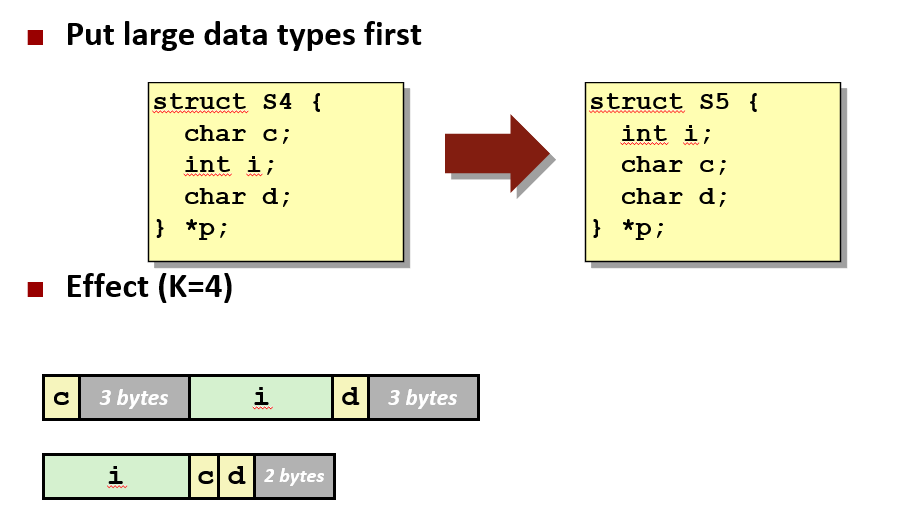 ■ Put large data types first
struct S4 {
  char c;
  int i;
  char d;
} *p;
struct S5 {
  int i;
  char c;
  char d;
} *p;
■ Effect (K=4)
c 3 bytes i d 3 bytes
i c d 2 bytes